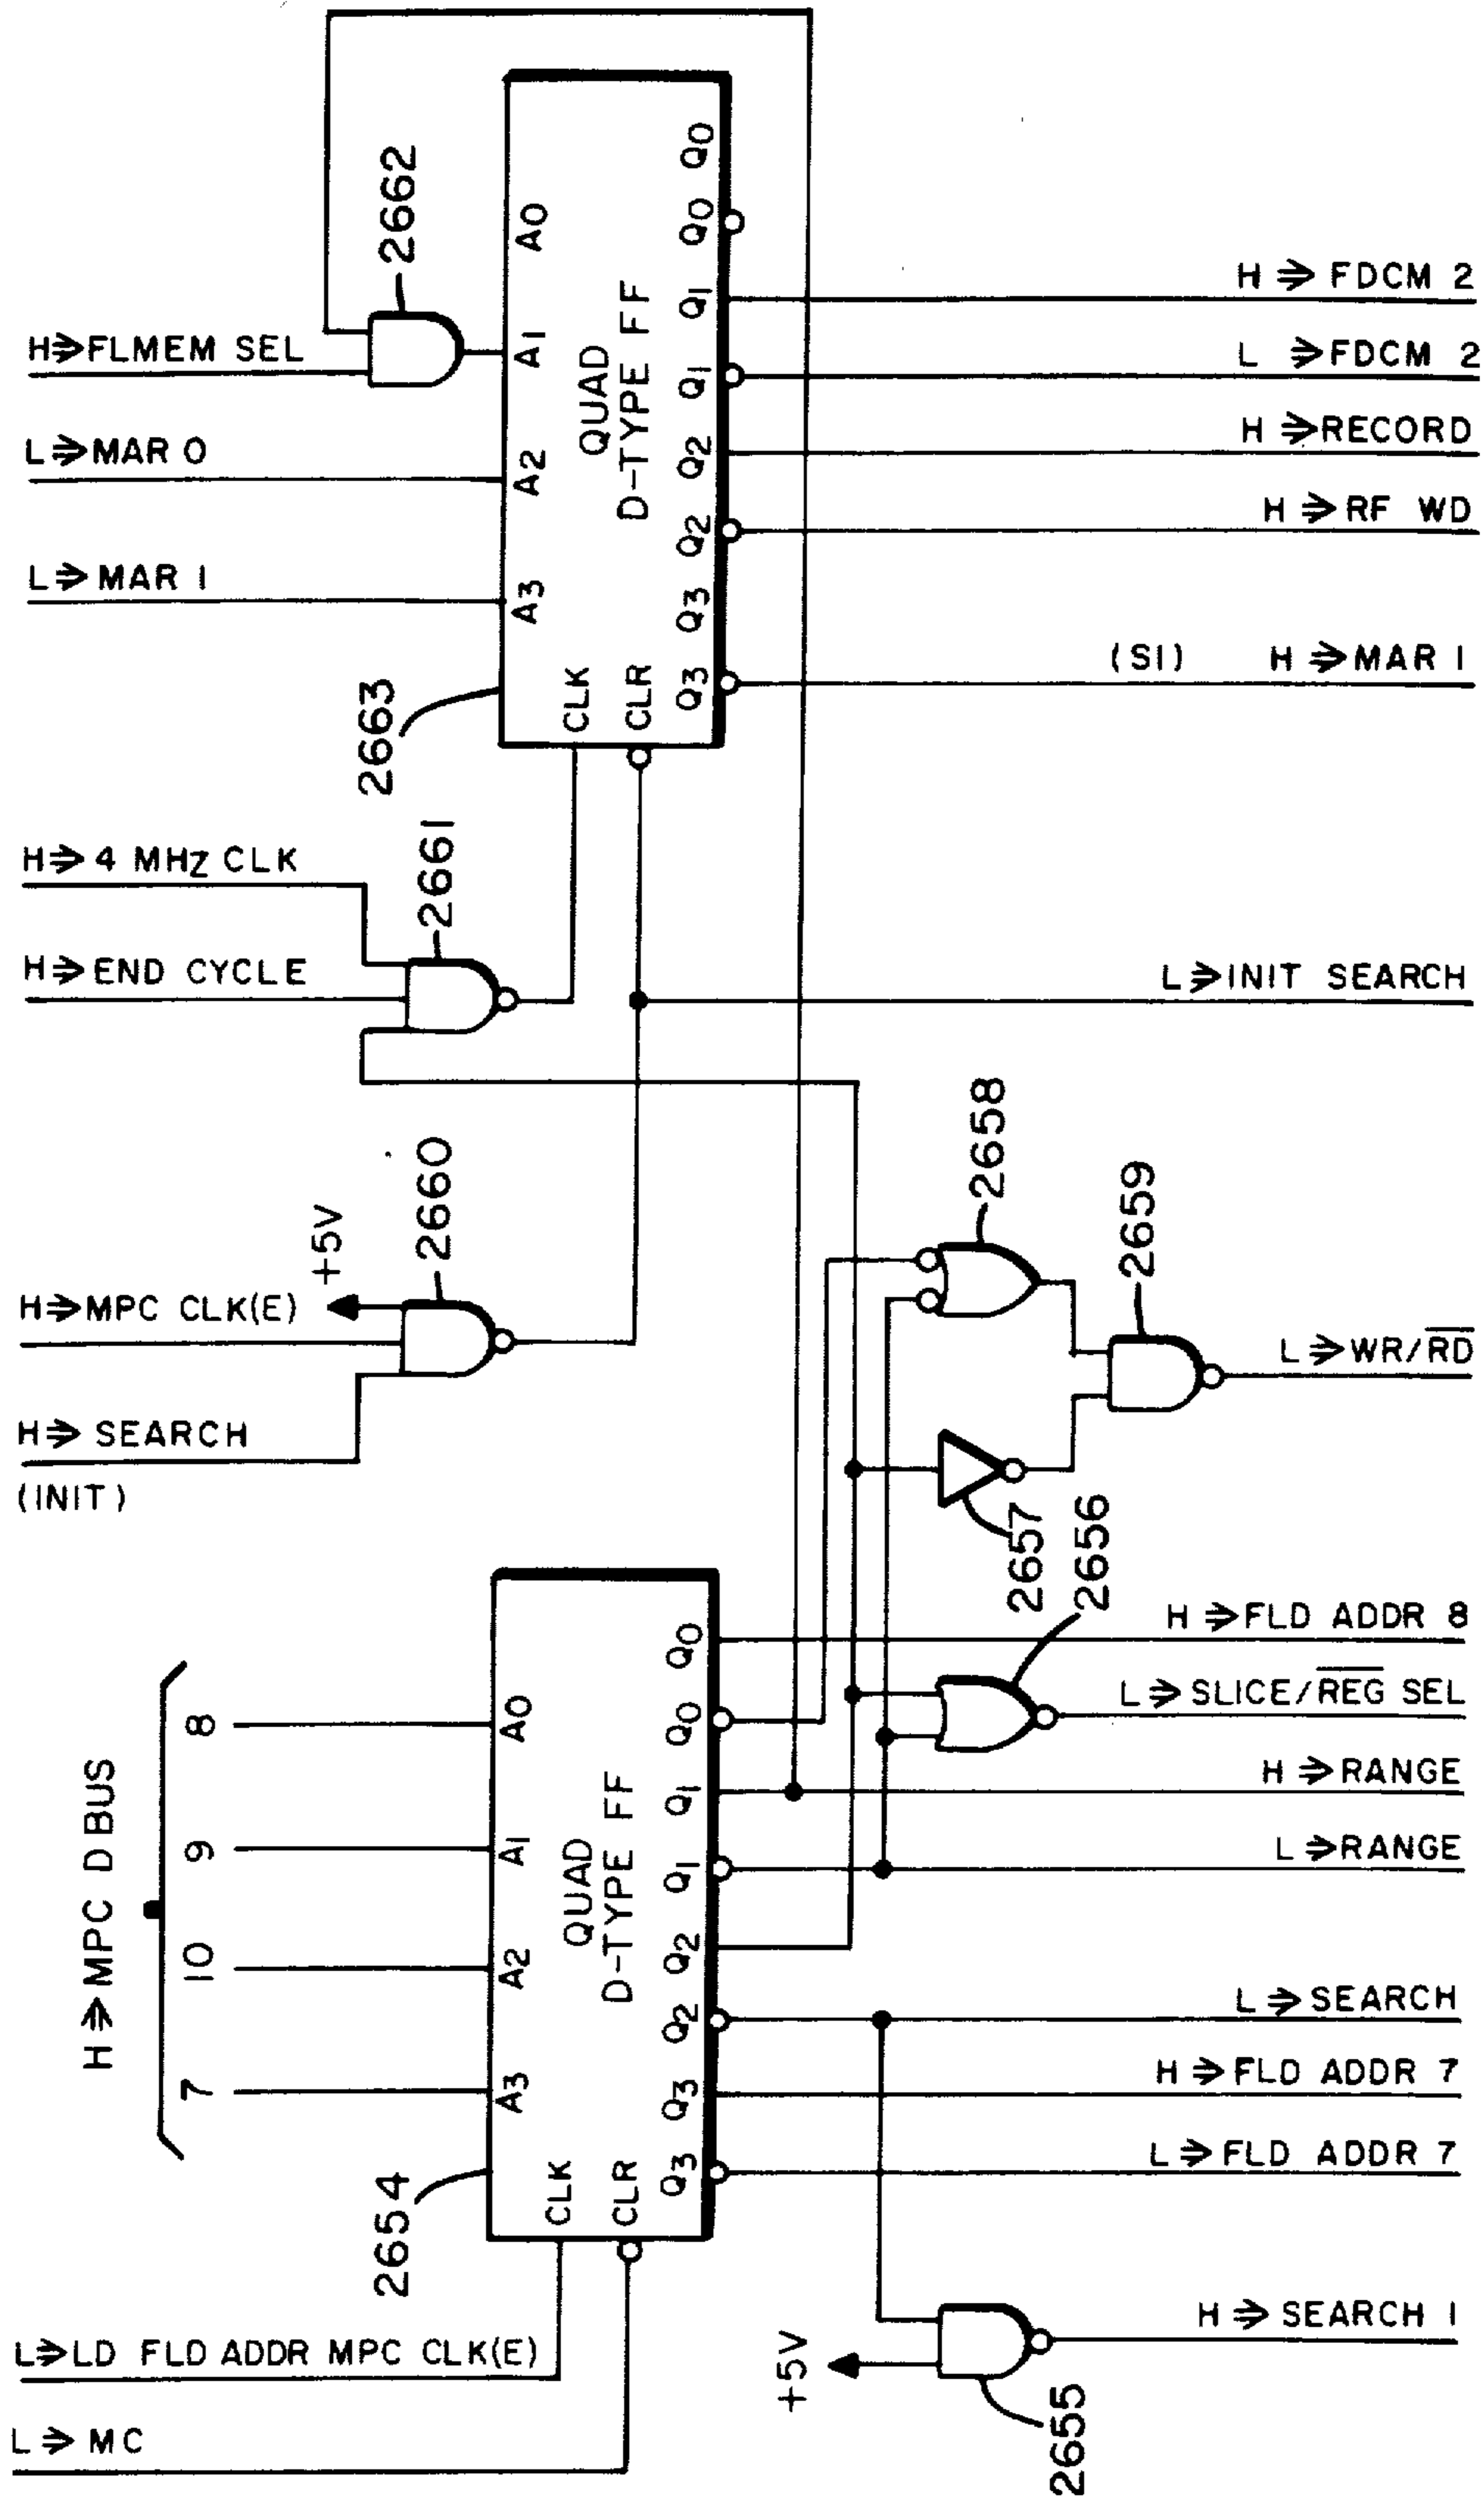 2662
H⇒FLMEM SEL
L⇒MAR 0
L⇒MAR 1
A0
A1
A2
A3
QUAD
D-TYPE FF
CLK
CLR
Q0
Q0
Q1
Q1
Q2
Q2
Q3
Q3
2663
H⇒FDCM 2
L⇒FDCM 2
H⇒RECORD
H⇒RF WD
(S1) H⇒MAR 1
H⇒4 MHZ CLK
H⇒END CYCLE
2661
L⇒INIT SEARCH
H⇒MPC CLK(E)
+5V
2660
H⇒SEARCH
(INIT)
2658
2659
L⇒WR/R̅D̅
2657
2656
H⇒MPC D BUS
8
9
10
7
A0
A1
A2
A3
QUAD
D-TYPE FF
CLK
CLR
Q0
Q0
Q1
Q1
Q2
Q2
Q3
Q3
2654
H⇒FLD ADDR 8
L⇒SLICE/R̅E̅G̅ SEL
H⇒RANGE
L⇒RANGE
L⇒SEARCH
H⇒FLD ADDR 7
L⇒FLD ADDR 7
L⇒LD FLD ADDR MPC CLK(E)
L⇒MC
+5V
2655
H⇒SEARCH 1